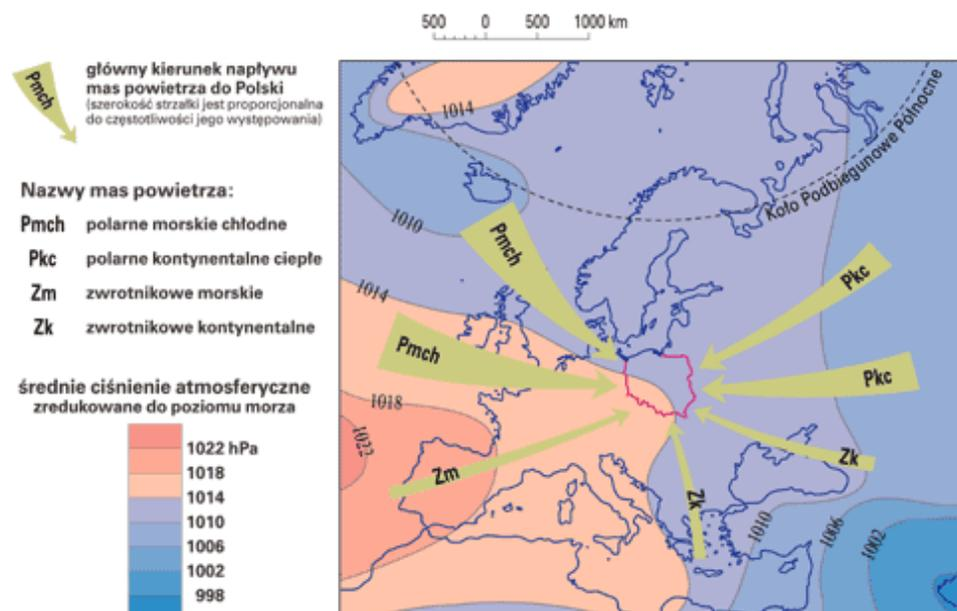 500 0 500 1000 km
Pmch
główny kierunek napływu
mas powietrza do Polski
(szerokość strzałki jest proporcjonalna
do częstotliwości jego występowania)
Nazwy mas powietrza:
Pmch polarne morskie chłodne
Pkc polarne kontynentalne ciepłe
Zm zwrotnikowe morskie
Zk zwrotnikowe kontynentalne
średnie ciśnienie atmosferyczne
zredukowane do poziomu morza
1022 hPa
1018
1014
1010
1006
1002
998
1014
Koło Podbiegunowe Północne
1010
Pmch
Pkc
1014
Pmch
Pkc
1018
1022
Zm
Zk
Zk
1010
1006
1002